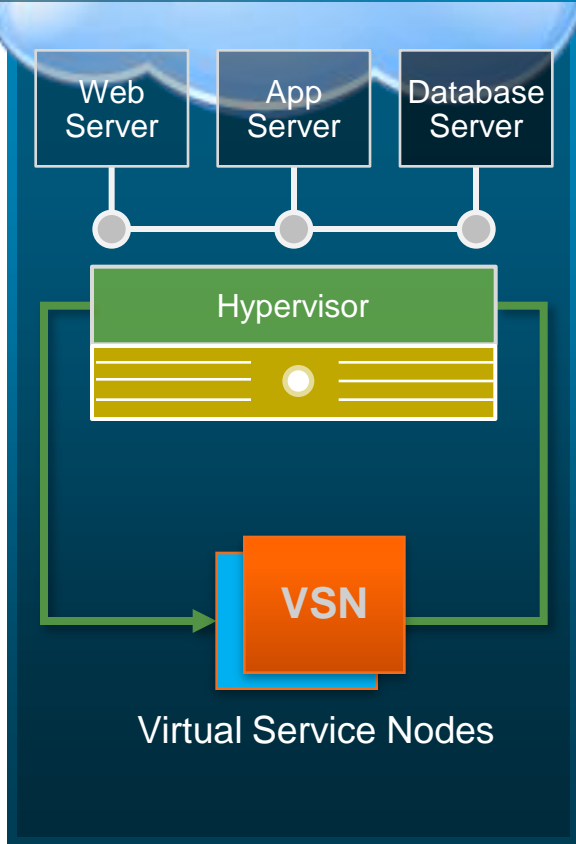 Web
Server
App
Server
Database
Server
Hypervisor
VSN
Virtual Service Nodes